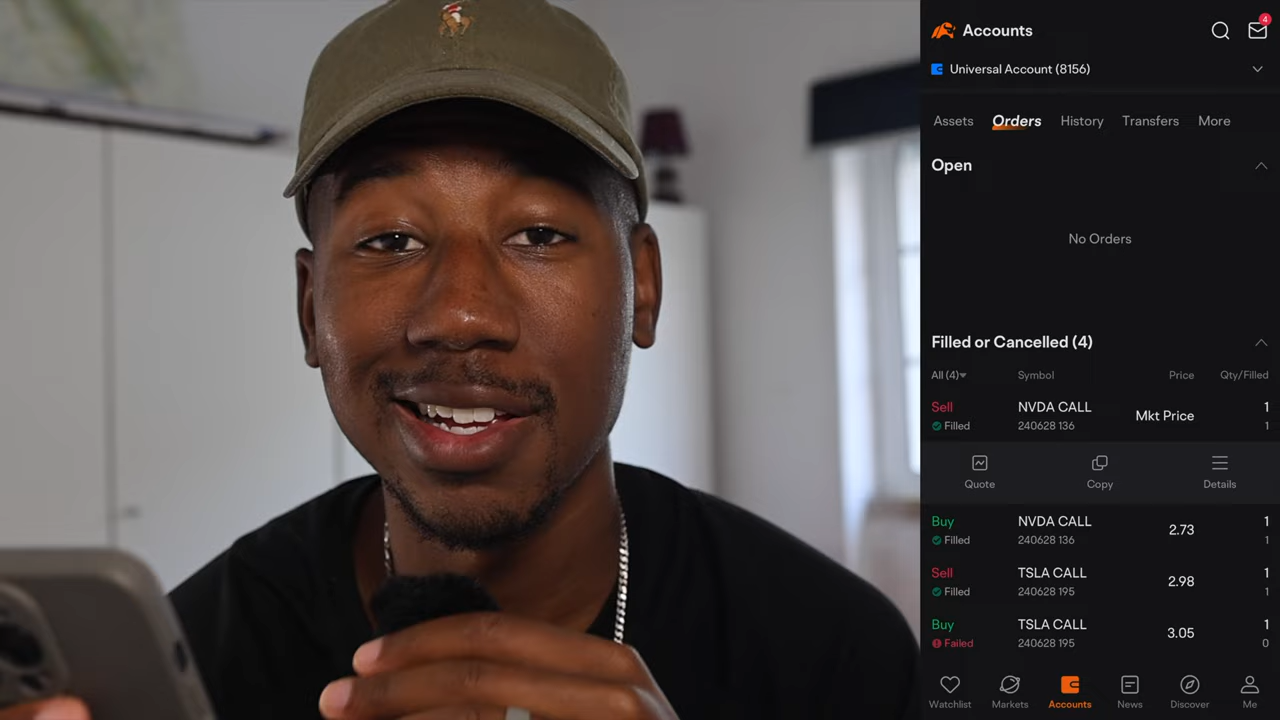 Accounts
4
Universal Account (8156)
Assets Orders History Transfers More
Open
No Orders
Filled or Cancelled (4)
All (4) Symbol Price Qty/Filled
Sell NVDA CALL Mkt Price 1
Filled 240628 136 1
Quote Copy Details
Buy NVDA CALL 2.73 1
Filled 240628 136 1
Sell TSLA CALL 2.98 1
Filled 240628 195 1
Buy TSLA CALL 3.05 1
Failed 240628 195 0
Watchlist Markets Accounts News Discover Me